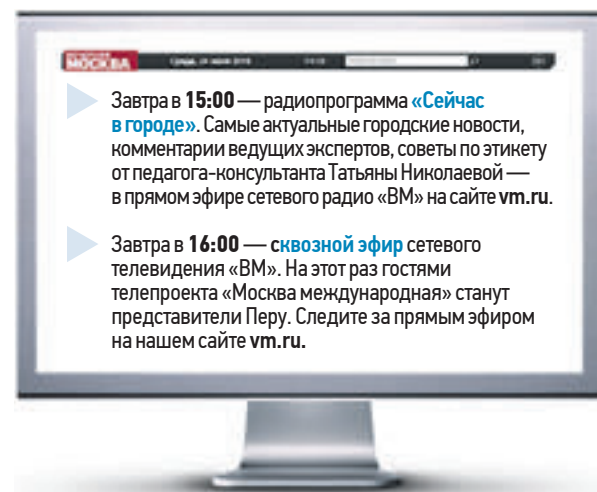 МОСКВА
Завтра в 15:00 — радиопрограмма «Сейчас
в городе». Самые актуальные городские новости,
комментарии ведущих экспертов, советы по этикету
от педагога-консультанта Татьяны Николаевой —
в прямом эфире сетевого радио «ВМ» на сайте vm.ru.
Завтра в 16:00 — сквозной эфир сетевого
телевидения «ВМ». На этот раз гостями
телепроекта «Москва международная» станут
представители Перу. Следите за прямым эфиром
на нашем сайте vm.ru.